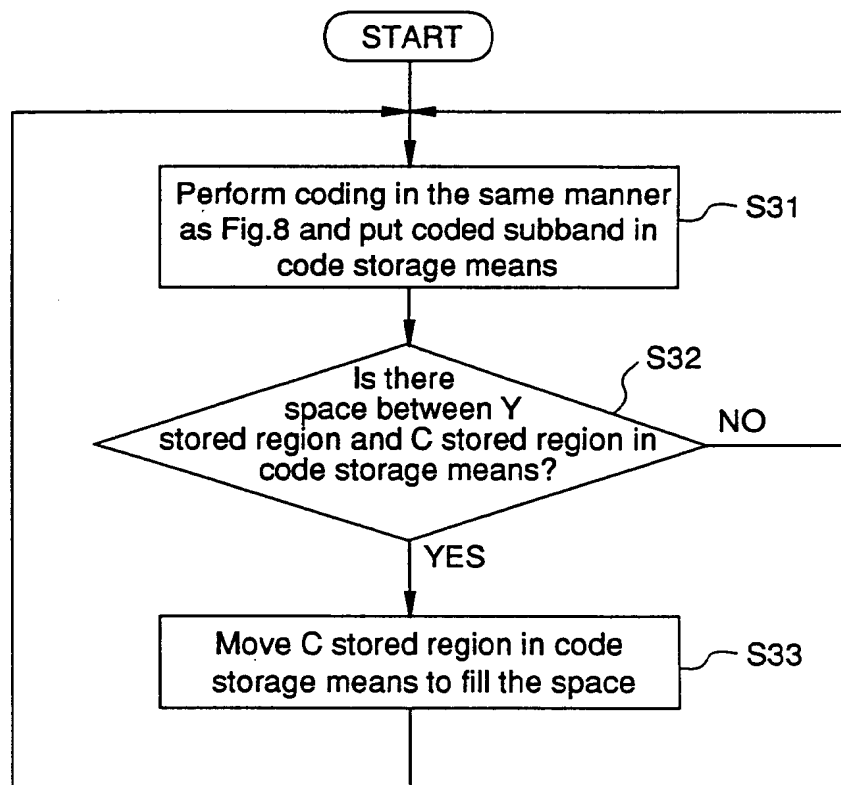 START
Perform coding in the same manner
as Fig.8 and put coded subband in
code storage means
S31
Is there
space between Y
stored region and C stored region in
code storage means?
S32
NO
YES
Move C stored region in code
storage means to fill the space
S33